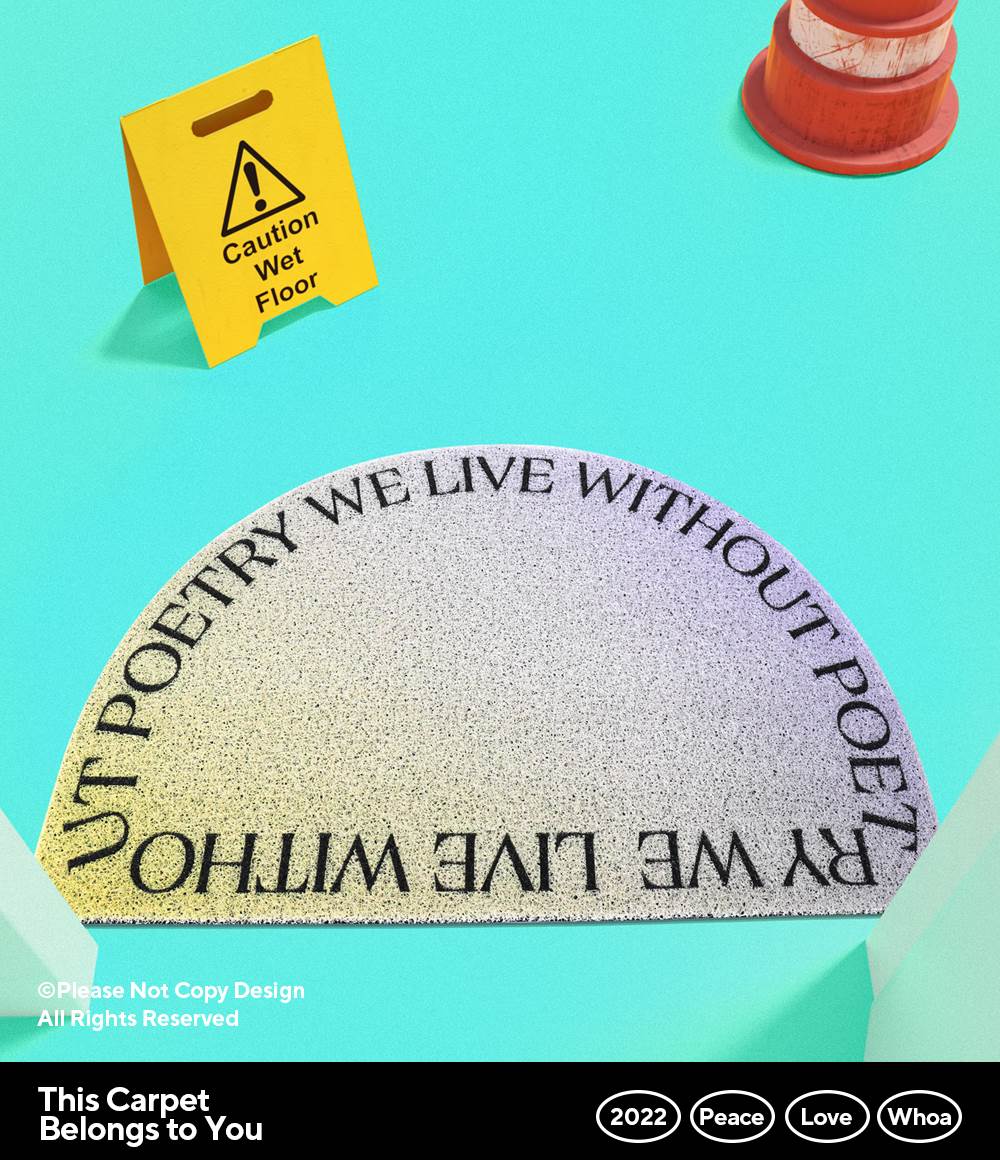 Caution
Wet
Floor
UT POETRY WE LIVE WITHOUT POET
RY WE LIVE WITHO
©Please Not Copy Design
All Rights Reserved
This Carpet
Belongs to You
2022 Peace Love Whoa